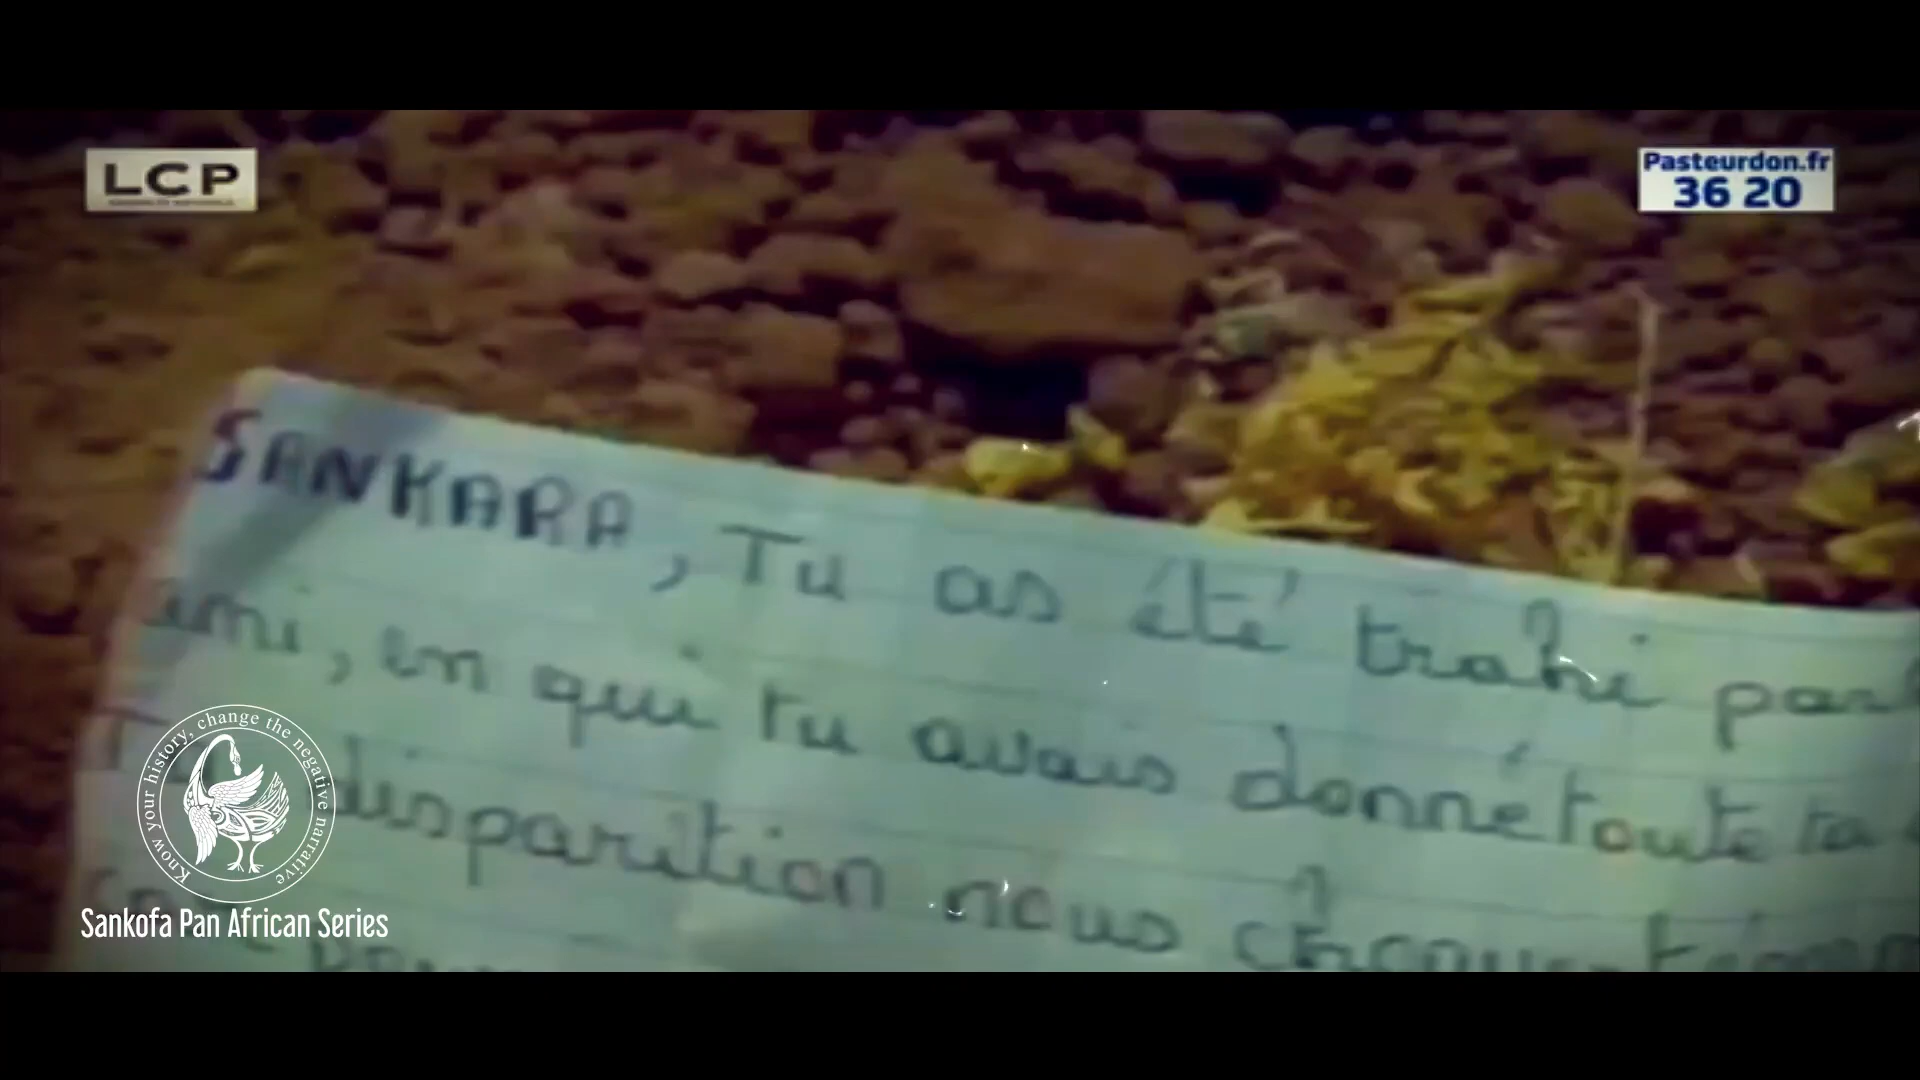 LCP
Pasteurdon.fr
36 20
SANKARA, Tu as été trahi par
ami, en qui tu avais donné toute ta
disparition nous
Know your history, change the negative narrative
Sankofa Pan African Series